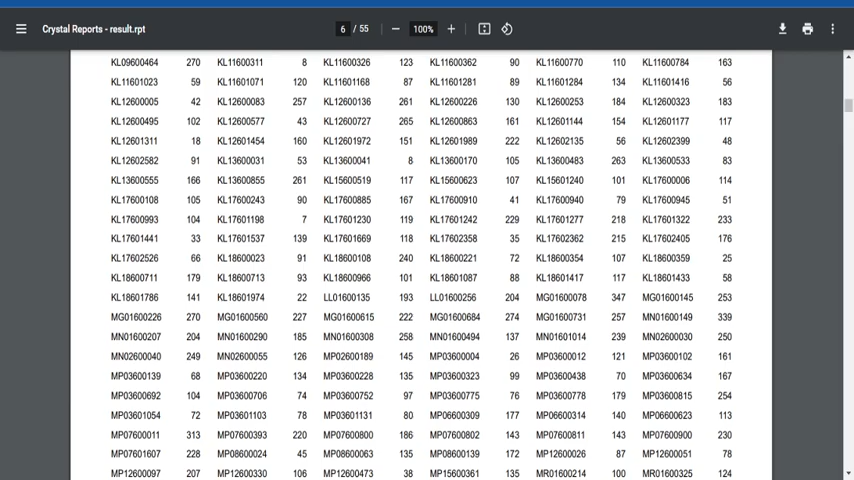 Crystal Reports - result.rpt 6 / 55 100%
KL09600464 270 KL11600311 8 KL11600326 123 KL11600362 90 KL11600770 110 KL11600784 163
KL11601023 59 KL11601071 120 KL11601168 87 KL11601281 89 KL11601284 134 KL11601416 56
KL12600005 42 KL12600083 257 KL12600136 261 KL12600226 130 KL12600253 184 KL12600323 183
KL12600495 102 KL12600577 43 KL12600727 265 KL12600863 161 KL12601144 154 KL12601177 117
KL12601311 18 KL12601454 160 KL12601972 151 KL12601989 222 KL12602135 56 KL12602399 48
KL12602582 91 KL13600031 53 KL13600041 8 KL13600170 105 KL13600483 263 KL13600533 83
KL13600555 166 KL13600855 261 KL15600519 117 KL15600623 107 KL15601240 101 KL17600006 114
KL17600108 105 KL17600243 90 KL17600885 167 KL17600910 41 KL17600940 79 KL17600945 51
KL17600993 104 KL17601198 7 KL17601230 119 KL17601242 229 KL17601277 218 KL17601322 233
KL17601441 33 KL17601537 139 KL17601669 118 KL17602358 35 KL17602362 215 KL17602405 176
KL17602526 66 KL18600023 91 KL18600108 240 KL18600221 72 KL18600354 107 KL18600359 25
KL18600711 179 KL18600713 93 KL18600966 101 KL18601087 88 KL18601417 117 KL18601433 58
KL18601786 141 KL18601974 22 LL01600135 193 LL01600256 204 MG01600078 347 MG01600145 253
MG01600226 270 MG01600560 227 MG01600615 222 MG01600684 274 MG01600731 257 MN01600149 339
MN01600207 204 MN01600290 185 MN01600308 258 MN01600494 137 MN01601014 239 MN02600030 250
MN02600040 249 MN02600055 126 MP02600189 145 MP03600004 26 MP03600012 121 MP03600102 161
MP03600139 68 MP03600220 134 MP03600228 135 MP03600323 99 MP03600438 70 MP03600634 167
MP03600692 104 MP03600706 74 MP03600752 97 MP03600775 76 MP03600778 179 MP03600815 254
MP03601054 72 MP03601103 78 MP03601131 80 MP06600309 177 MP06600314 140 MP06600623 113
MP07600011 313 MP07600393 220 MP07600800 186 MP07600802 143 MP07600811 143 MP07600900 230
MP07601607 228 MP08600024 45 MP08600063 135 MP08600139 172 MP12600026 87 MP12600051 78
MP12600097 207 MP12600330 106 MP12600473 38 MP15600361 135 MR01600214 100 MR01600325 124